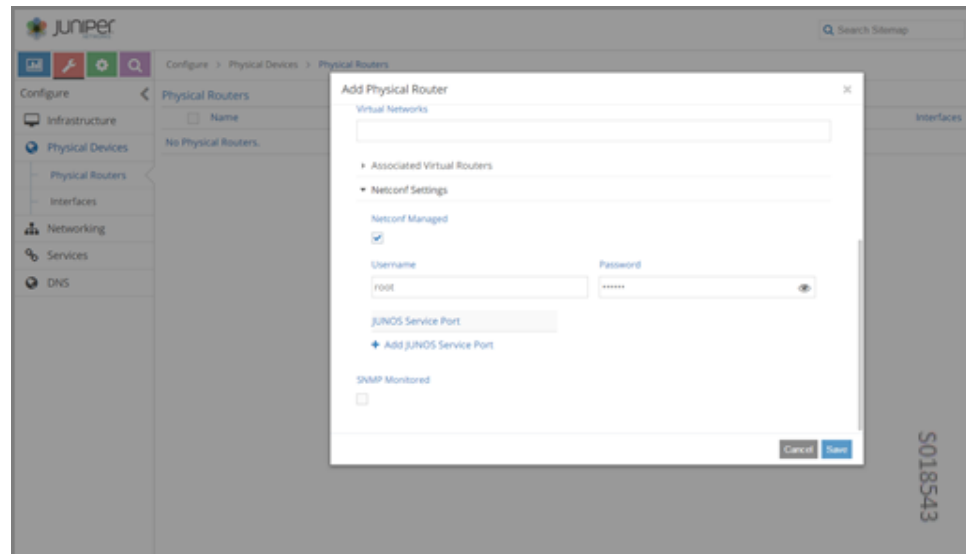 JUNIPEr
NETWORKS
Search Sitemap
Configure > Physical Devices > Physical Routers
Configure
Physical Routers
Name
Interfaces
No Physical Routers.
Infrastructure
Physical Devices
Physical Routers
Interfaces
Networking
Services
DNS
Add Physical Router
Virtual Networks
Associated Virtual Routers
Netconf Settings
Netconf Managed
Username
Password
root
••••••
JUNOS Service Port
+ Add JUNOS Service Port
SNMP Monitored
Cancel
Save
S018543